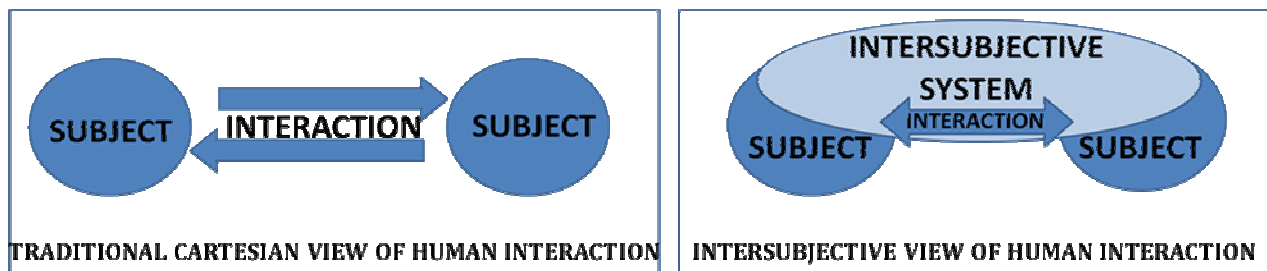 SUBJECT
INTERACTION
SUBJECT
TRADITIONAL CARTESIAN VIEW OF HUMAN INTERACTION
INTERSUBJECTIVE
SYSTEM
INTERACTION
SUBJECT
SUBJECT
INTERSUBJECTIVE VIEW OF HUMAN INTERACTION